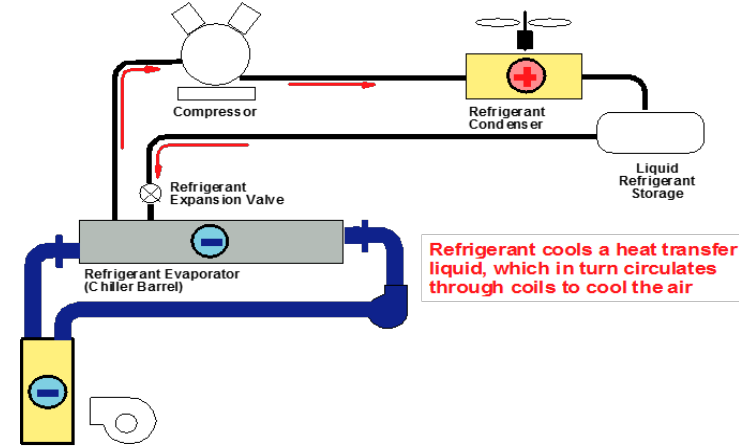 Compressor
Refrigerant
Condenser
Liquid
Refrigerant
Storage
Refrigerant
Expansion Valve
Refrigerant Evaporator
(Chiller Barrel)
Refrigerant cools a heat transfer
liquid, which in turn circulates
through coils to cool the air